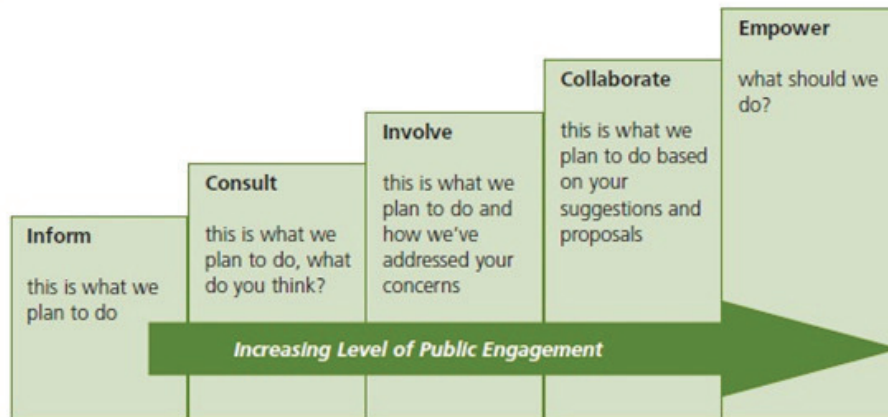 Inform
this is what we
plan to do
Consult
this is what we
plan to do, what
do you think?
Involve
this is what we
plan to do and
how we've
addressed your
concerns
Collaborate
this is what we
plan to do based
on your
suggestions and
proposals
Empower
what should we
do?
Increasing Level of Public Engagement